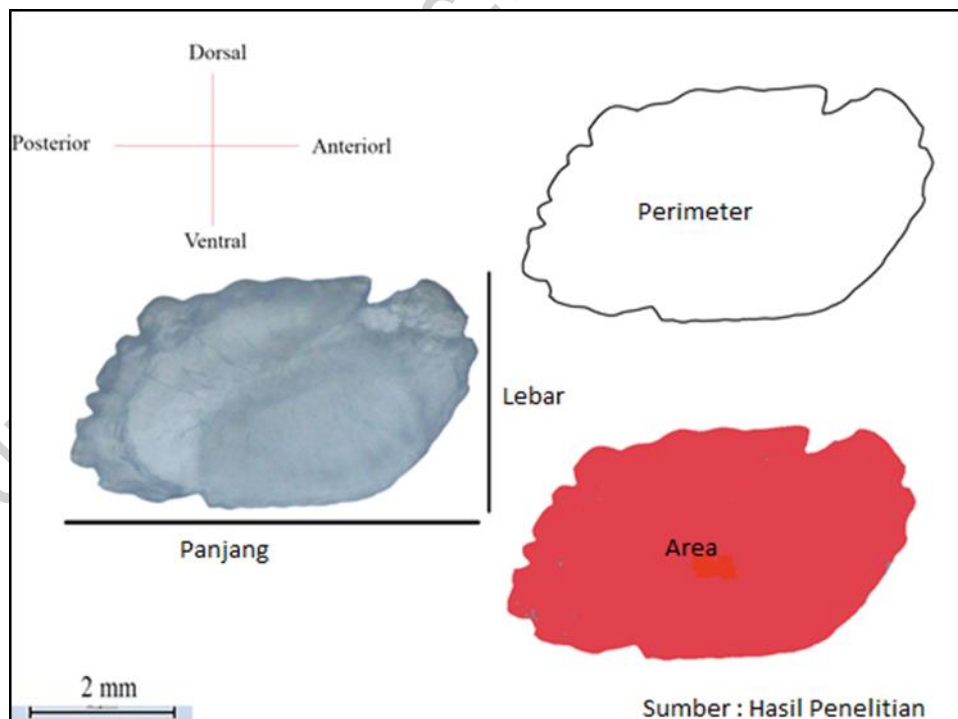 Dorsal
Posterior
Anteriorl
Ventral
Perimeter
Lebar
Panjang
Area
2 mm
Sumber : Hasil Penelitian